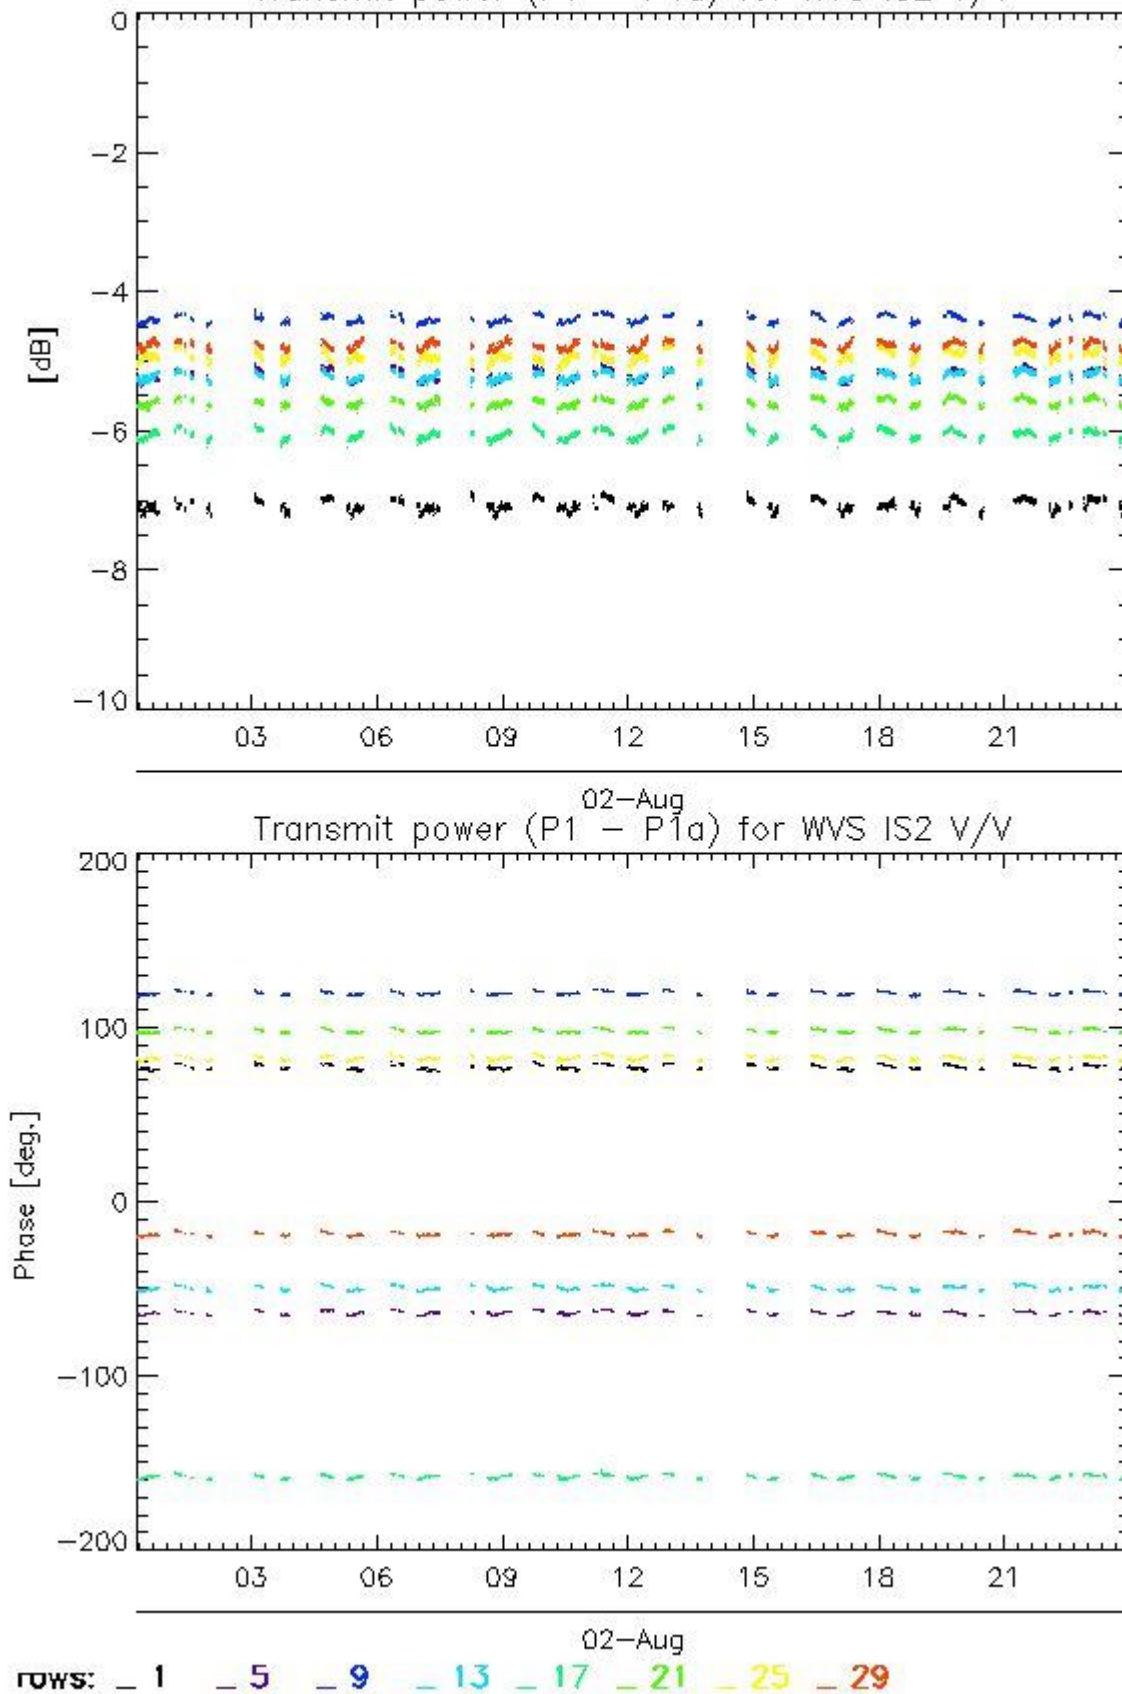 0
−2
−4
[dB]
−6
−8
−10
03 06 09 12 15 18 21
02−Aug
Transmit power (P1 − P1a) for WVS IS2 V/V
200
100
Phase [deg.]
0
−100
−200
03 06 09 12 15 18 21
02−Aug
rows: _ 1 _ 5 _ 9 _ 13 _ 17 _ 21 _ 25 _ 29